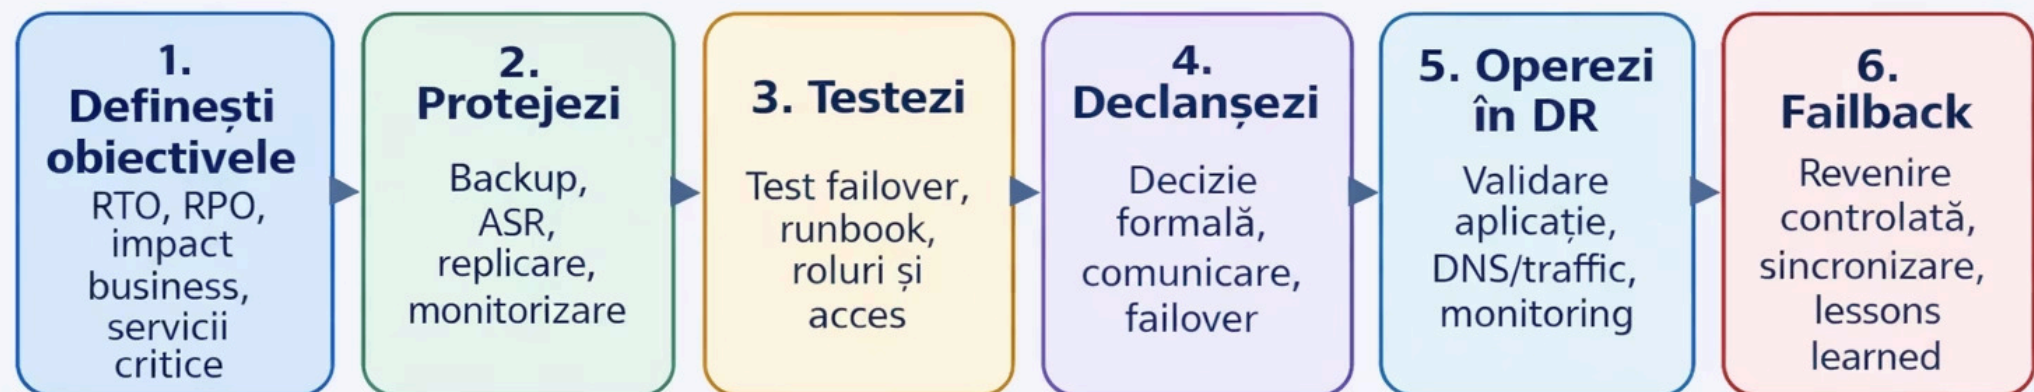 1.
Definești
obiectivele
RTO, RPO,
impact
business,
servicii
critice
2.
Protejezi
Backup,
ASR,
replicare,
monitorizare
3. Testezi
Test failover,
runbook,
roluri și
acces
4.
Declanșezi
Decizie
formală,
comunicare,
failover
5. Operezi
în DR
Validare
aplicație,
DNS/traffic,
monitoring
6.
Failback
Revenire
controlată,
sincronizare,
lessons
learned